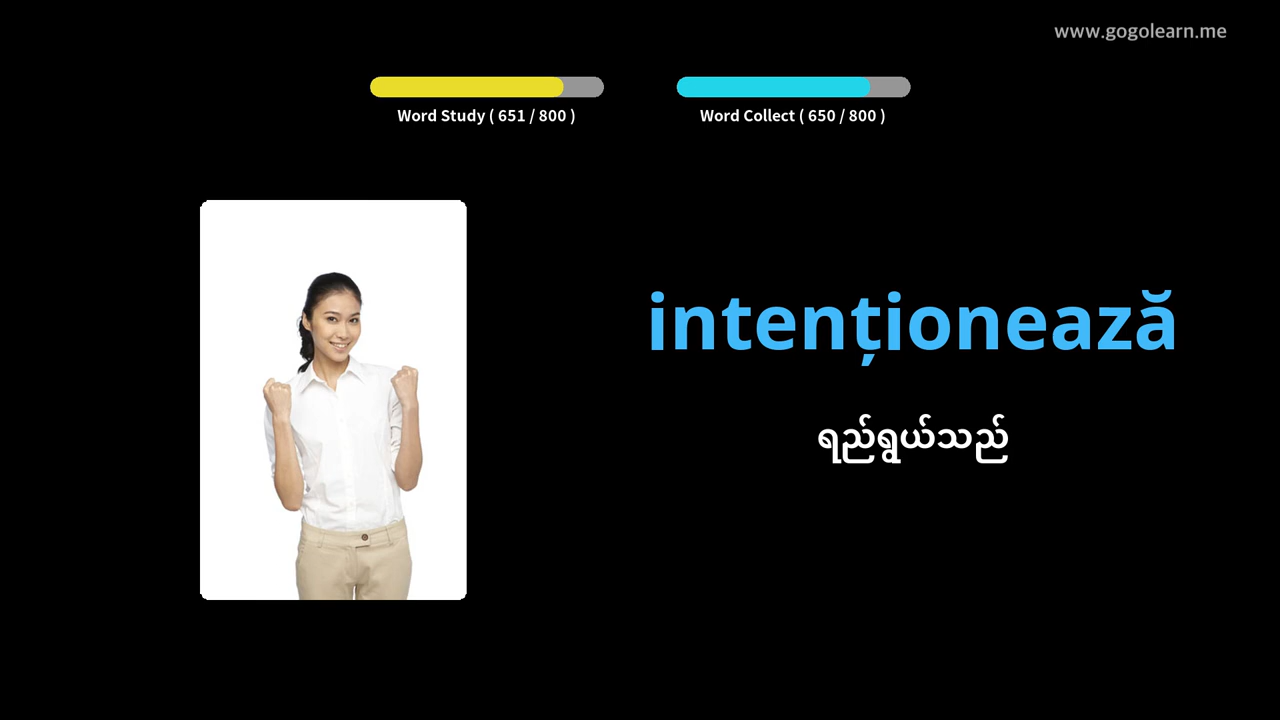 www.gogolearn.me
Word Study ( 651 / 800 )
Word Collect ( 650 / 800 )
intenționează
ရည်ရွယ်သည်